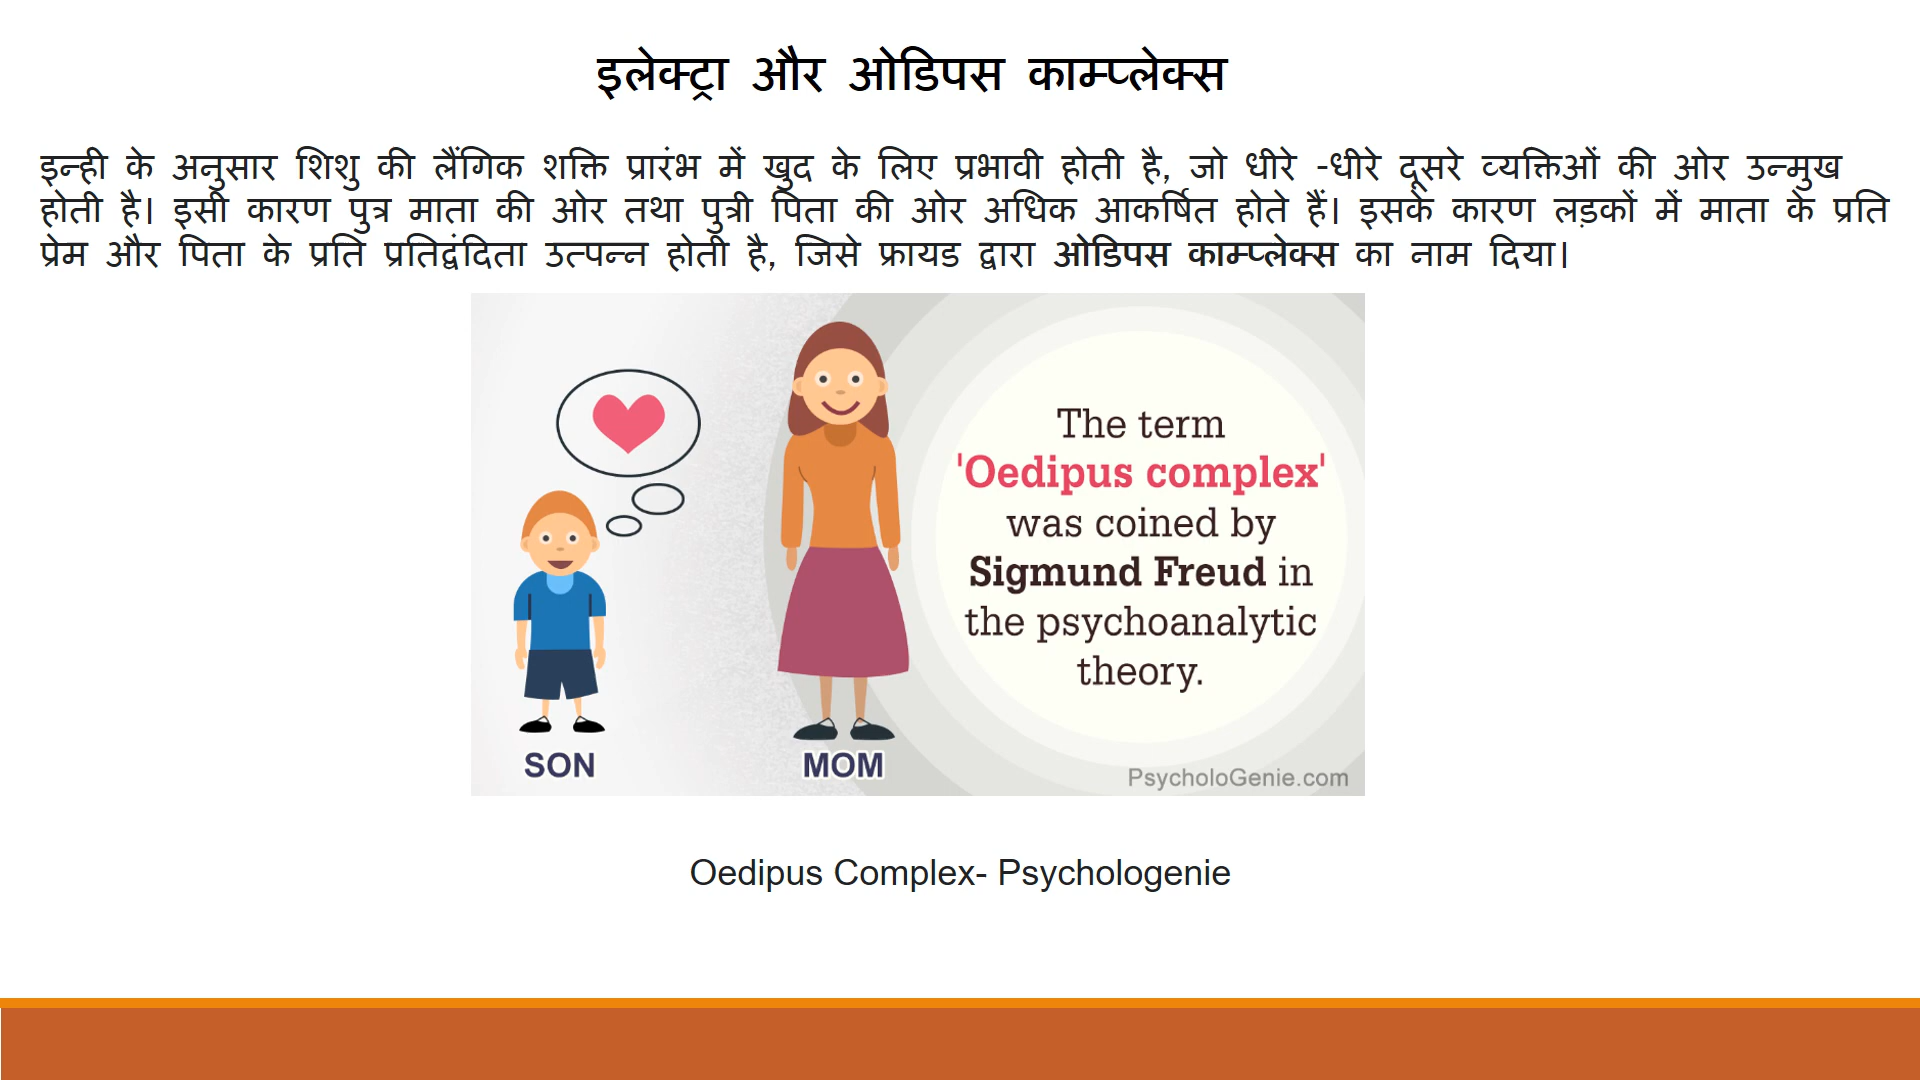 इलेक्ट्रा और ओडिपस काम्प्लेक्स
इन्ही के अनुसार शिशु की लैंगिक शक्ति प्रारंभ में खुद के लिए प्रभावी होती है, जो धीरे -धीरे दूसरे व्यक्तिओं की ओर उन्मुख
होती है। इसी कारण पुत्र माता की ओर तथा पुत्री पिता की ओर अधिक आकर्षित होते हैं। इसके कारण लड़कों में माता के प्रति
प्रेम और पिता के प्रति प्रतिद्वंदिता उत्पन्न होती है, जिसे फ्रायड द्वारा ओडिपस काम्प्लेक्स का नाम दिया।
The term
'Oedipus complex'
was coined by
Sigmund Freud in
the psychoanalytic
theory.
SON
MOM
PsycholoGenie.com
Oedipus Complex- Psychologenie